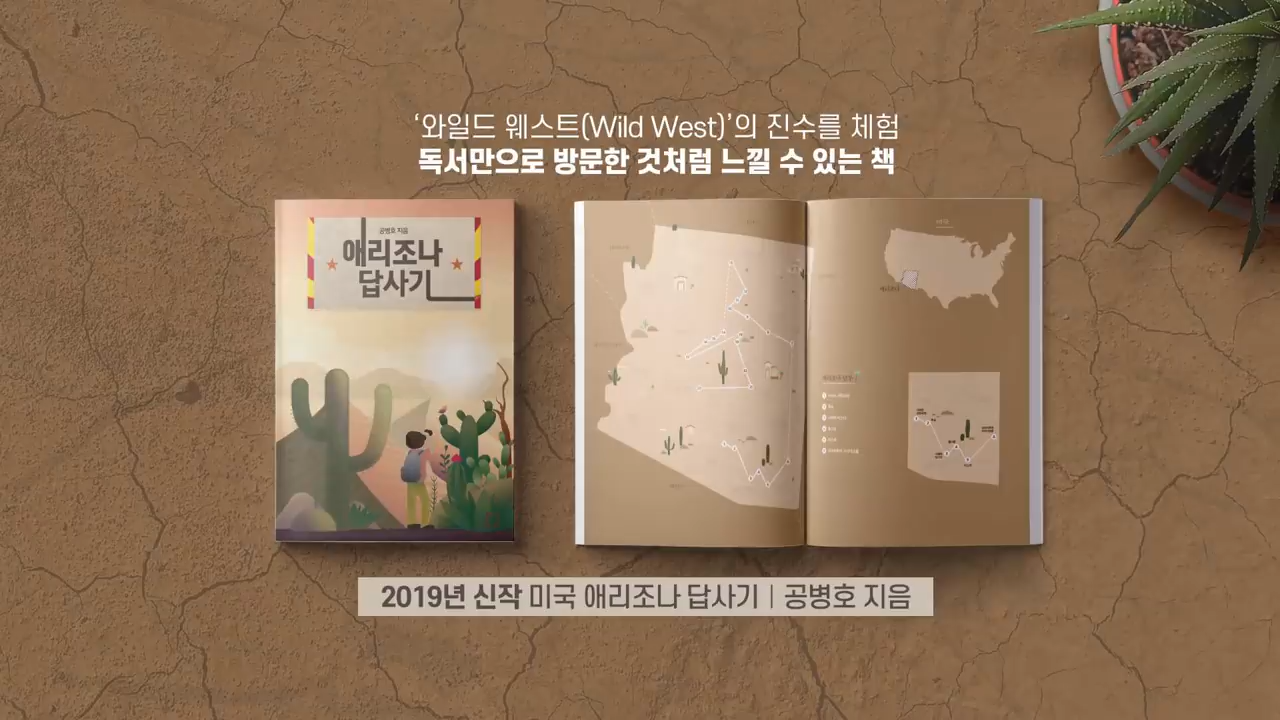 ‘와일드 웨스트(Wild West)’의 진수를 체험
독서만으로 방문한 것처럼 느낄 수 있는 책
공병호 지음
애리조나
답사기
2019년 신작 미국 애리조나 답사기 | 공병호 지음